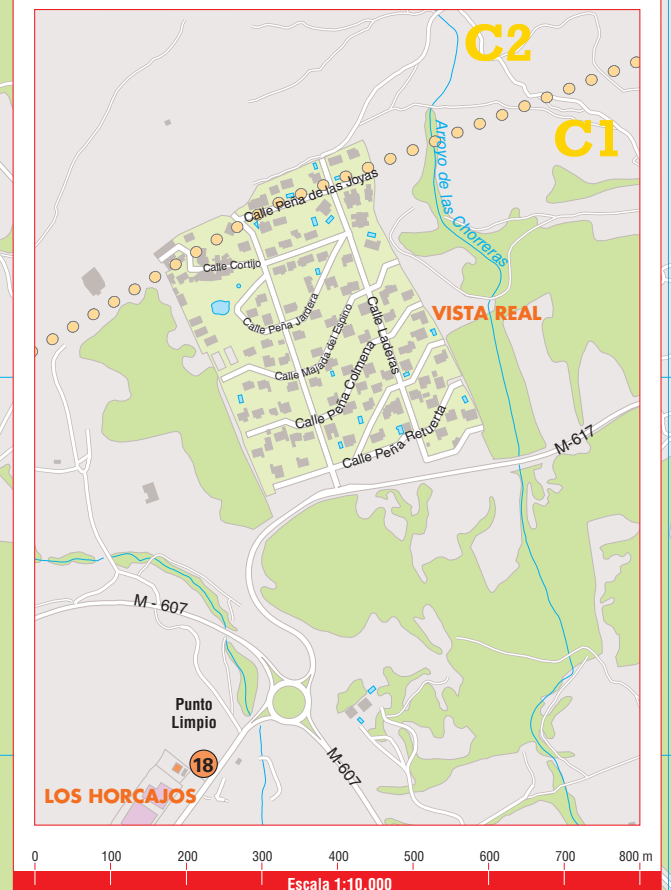 C2
C1
Arroyo de las Chorreras
Calle Peña de las Joyas
Calle Cortijo
Calle Peña Jardera
Calle Majada del Espino
Calle Laderas
VISTA REAL
Calle Peña Colmena
Calle Peña Retuerta
M-617
M - 607
Punto
Limpio
18
M-607
LOS HORCAJOS
0 100 200 300 400 500 600 700 800 m
Escala 1:10.000